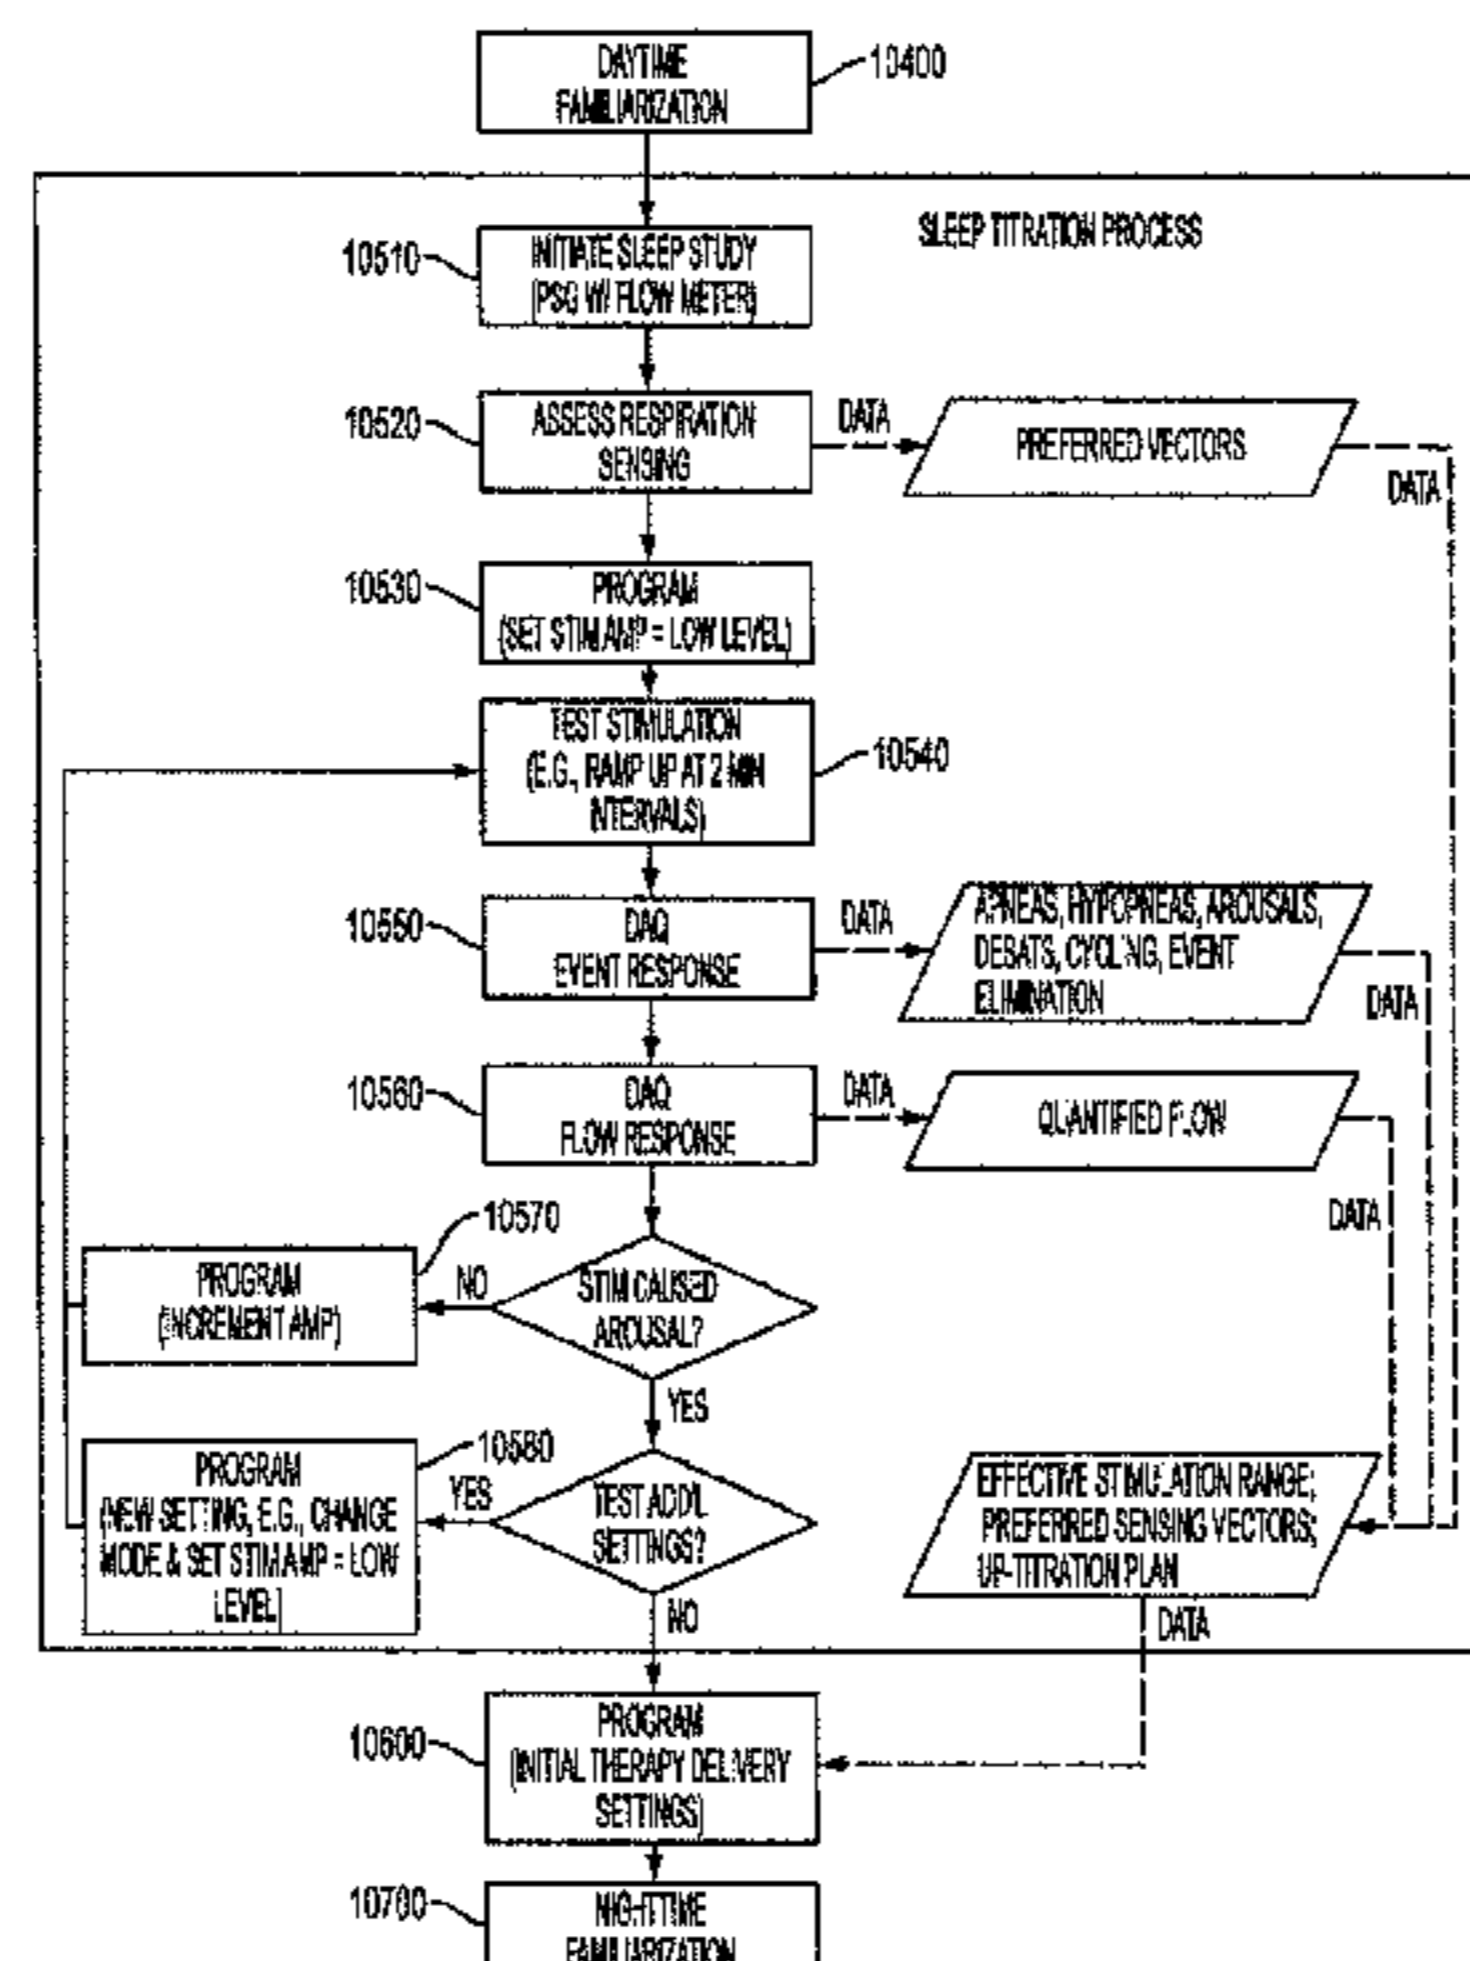 DAYTIME
FAMILIARIZATION
10400
SLEEP TITRATION PROCESS
10510
INITIATE SLEEP STUDY
(PSG W/ FLOW METER)
10520
ASSESS RESPIRATION
SENSING
DATA
PREFERRED VECTORS
DATA
10530
PROGRAM
(SET STIM AMP = LOW LEVEL)
TEST STIMULATION
(E.G., RAMP UP AT 2 MIN
INTERVALS)
10540
10550
DAQ
EVENT RESPONSE
DATA
APNEAS, HYPOPNEAS, AROUSALS,
DESATS, CYCLING, EVENT
ELIMINATION
DATA
10560
DAQ
FLOW RESPONSE
DATA
QUANTIFIED FLOW
DATA
10570
PROGRAM
(INCREMENT AMP)
NO
STIM CAUSED
AROUSAL?
YES
10580
PROGRAM
(NEW SETTING, E.G., CHANGE
MODE & SET STIM AMP = LOW
LEVEL)
YES
TEST ADD'L
SETTINGS?
NO
EFFECTIVE STIMULATION RANGE;
PREFERRED SENSING VECTORS;
UP-TITRATION PLAN
DATA
10600
PROGRAM
(INITIAL THERAPY DELIVERY
SETTINGS)
10700
NIGHTTIME
FAMILIARIZATION